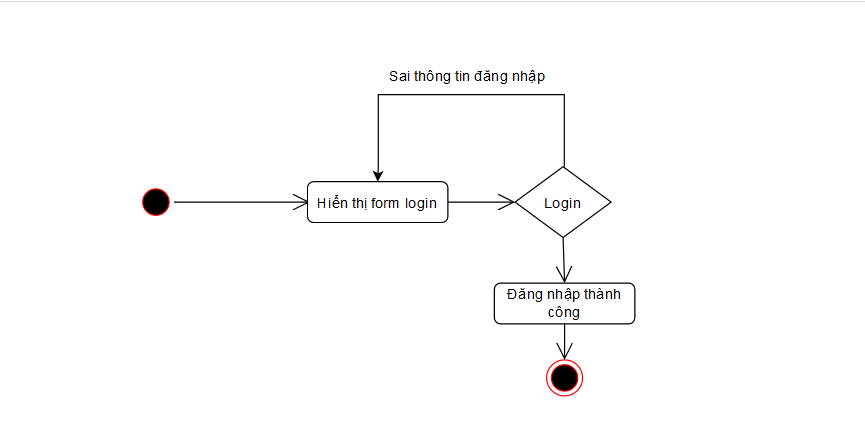 Sai thông tin đăng nhập
Hiển thị form login
Login
Đăng nhập thành
công